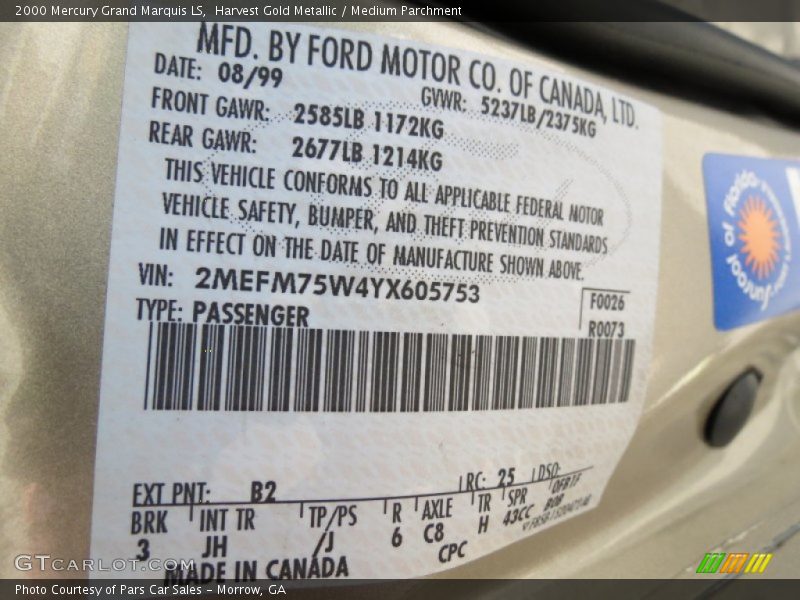 2000 Mercury Grand Marquis LS, Harvest Gold Metallic / Medium Parchment
MFD. BY FORD MOTOR CO. OF CANADA, LTD.
DATE: 08/99 GVWR: 5237LB/2375KG
FRONT GAWR: 2585LB 1172KG
REAR GAWR: 2677LB 1214KG
THIS VEHICLE CONFORMS TO ALL APPLICABLE FEDERAL MOTOR
VEHICLE SAFETY, BUMPER, AND THEFT PREVENTION STANDARDS
IN EFFECT ON THE DATE OF MANUFACTURE SHOWN ABOVE.
VIN: 2MEFM75W4YX605753
F0026
TYPE: PASSENGER
R0073
EXT PNT: B2 RC: 25 DSO:
BRK INT TR TP/PS R AXLE TR SPR
3 JH /J 6 C8 H 43CC
CPC
MADE IN CANADA
sunroof of florida
GTCARLOT.COM
Photo Courtesy of Pars Car Sales - Morrow, GA